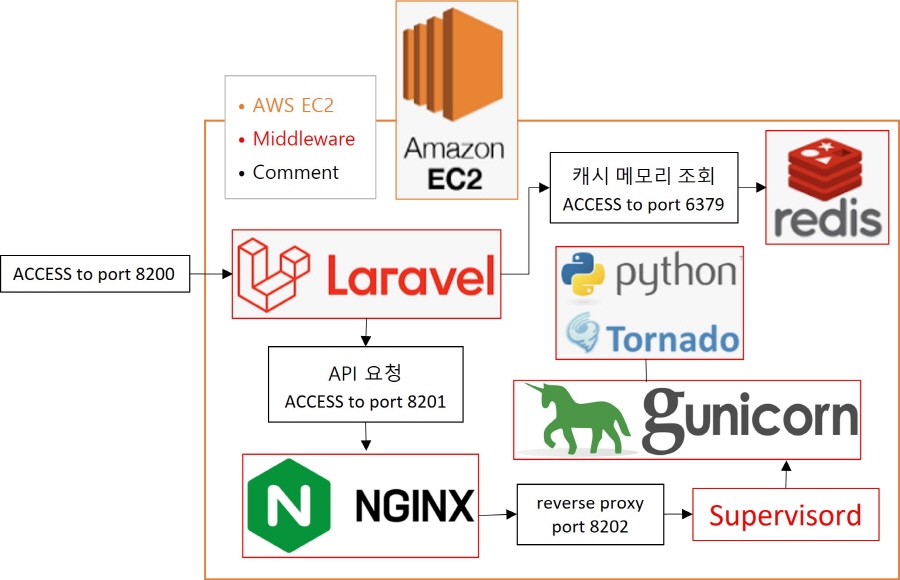 Amazon
EC2
• AWS EC2
• Middleware
• Comment
캐시 메모리 조회
ACCESS to port 6379
redis
ACCESS to port 8200
Laravel
python
Tornado
API 요청
ACCESS to port 8201
gunicorn
N
NGINX
reverse proxy
port 8202
Supervisord